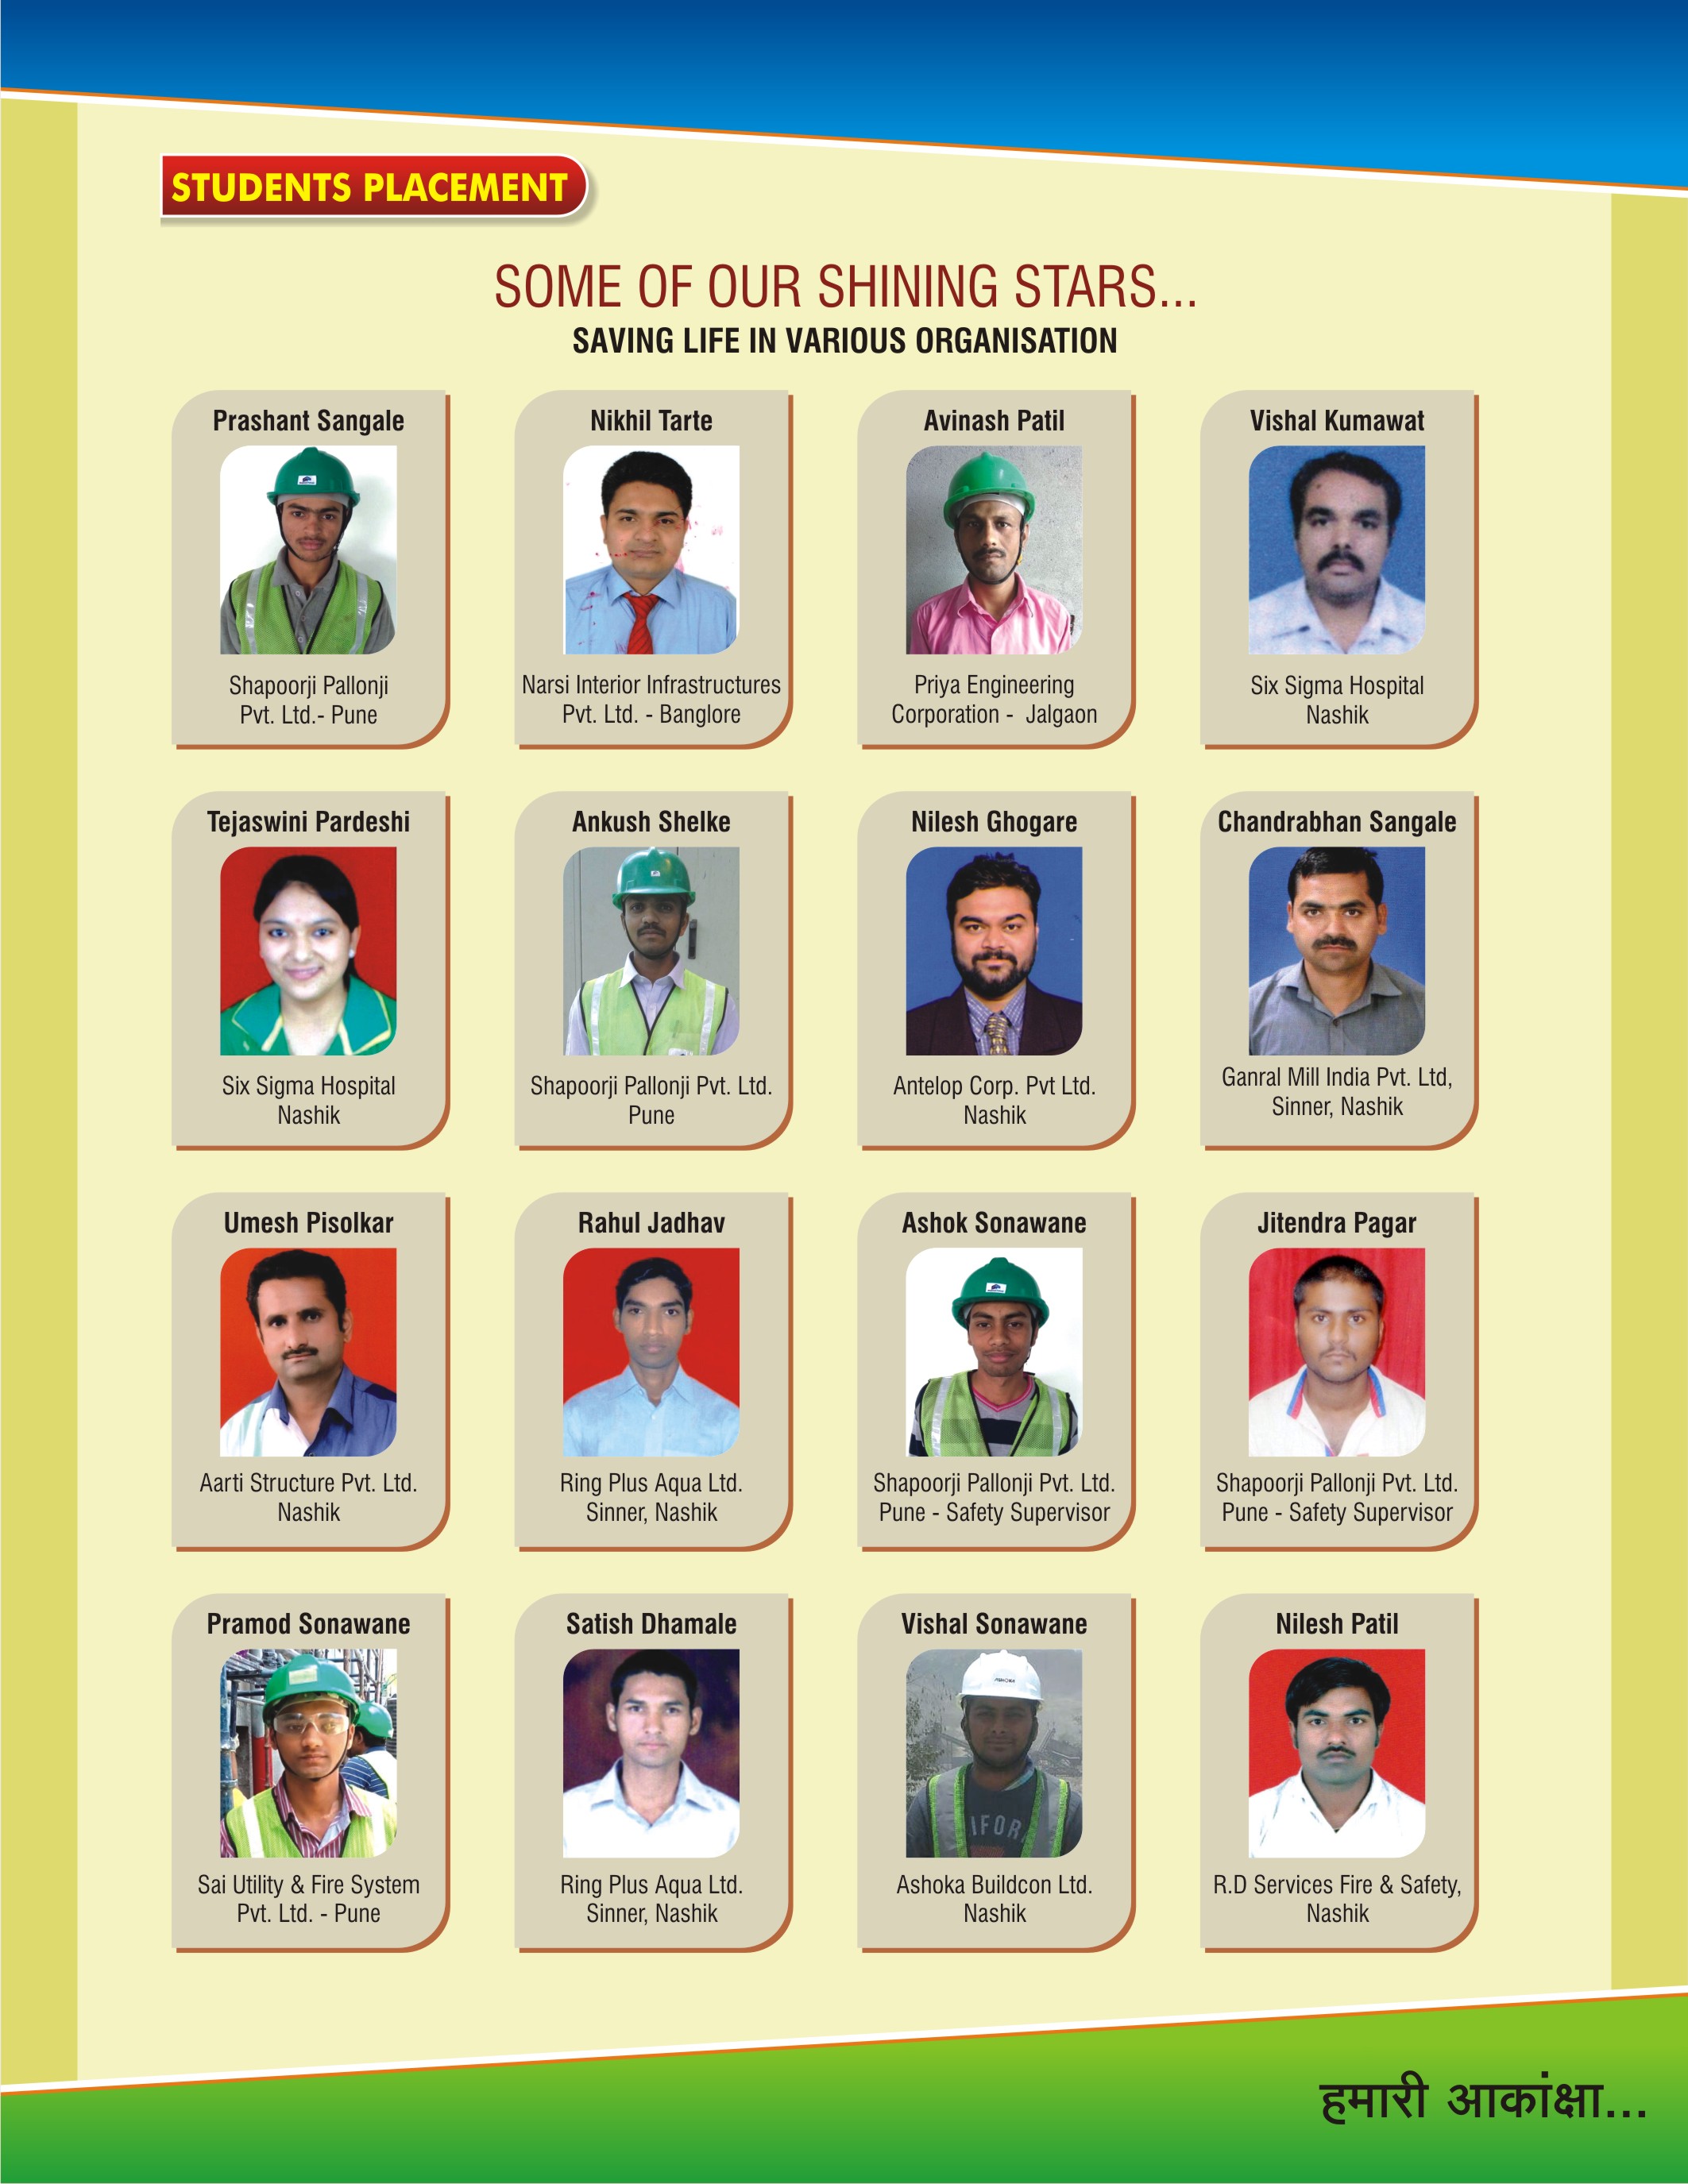 STUDENTS PLACEMENT
SOME OF OUR SHINING STARS...
SAVING LIFE IN VARIOUS ORGANISATION
Prashant Sangale
Shapoorji Pallonji
Pvt. Ltd.- Pune
Nikhil Tarte
Narsi Interior Infrastructures
Pvt. Ltd. - Banglore
Avinash Patil
Priya Engineering
Corporation - Jalgaon
Vishal Kumawat
Six Sigma Hospital
Nashik
Tejaswini Pardeshi
Six Sigma Hospital
Nashik
Ankush Shelke
Shapoorji Pallonji Pvt. Ltd.
Pune
Nilesh Ghogare
Antelop Corp. Pvt Ltd.
Nashik
Chandrabhan Sangale
Ganral Mill India Pvt. Ltd,
Sinner, Nashik
Umesh Pisolkar
Aarti Structure Pvt. Ltd.
Nashik
Rahul Jadhav
Ring Plus Aqua Ltd.
Sinner, Nashik
Ashok Sonawane
Shapoorji Pallonji Pvt. Ltd.
Pune - Safety Supervisor
Jitendra Pagar
Shapoorji Pallonji Pvt. Ltd.
Pune - Safety Supervisor
Pramod Sonawane
Sai Utility & Fire System
Pvt. Ltd. - Pune
Satish Dhamale
Ring Plus Aqua Ltd.
Sinner, Nashik
Vishal Sonawane
Ashoka Buildcon Ltd.
Nashik
Nilesh Patil
R.D Services Fire & Safety,
Nashik
हमारी आकांक्षा...